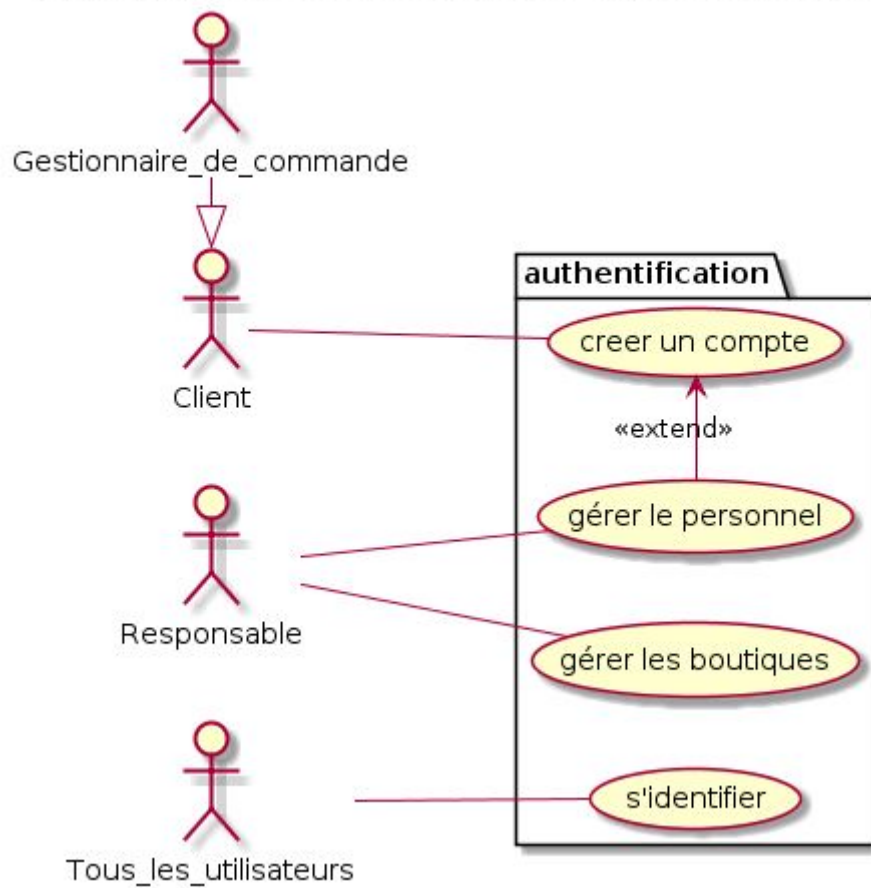 Gestionnaire_de_commande
authentification
creer un compte
Client
«extend»
gérer le personnel
Responsable
gérer les boutiques
s'identifier
Tous_les_utilisateurs